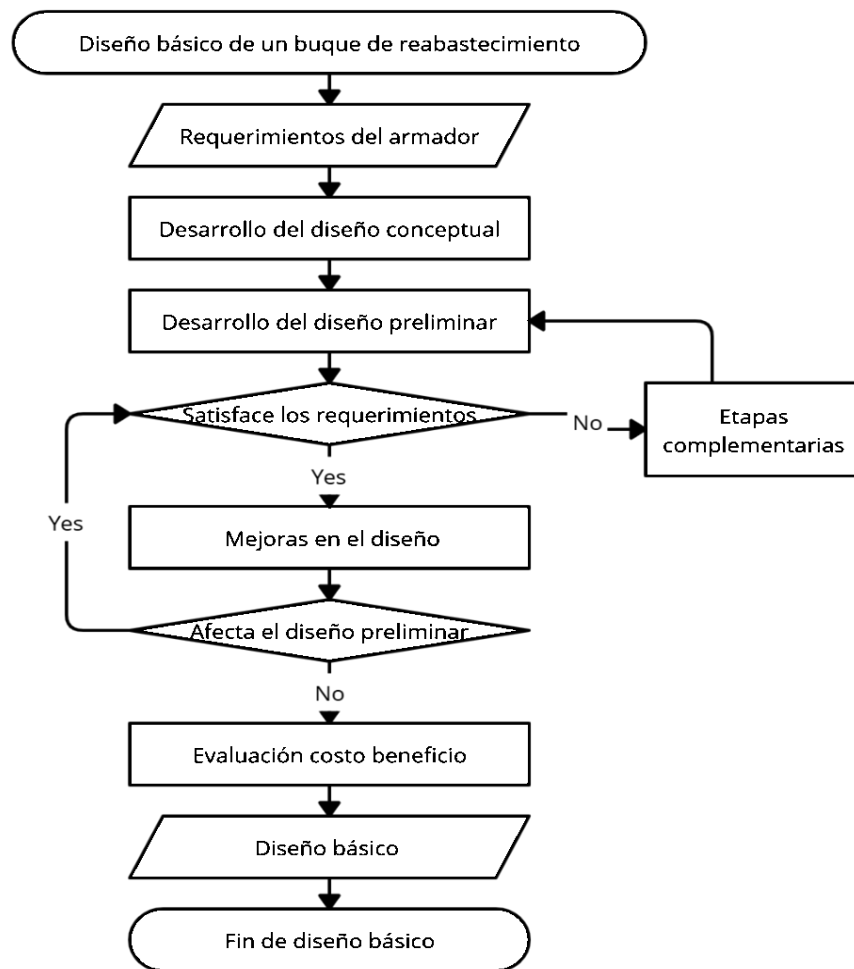 Diseño básico de un buque de reabastecimiento
Requerimientos del armador
Desarrollo del diseño conceptual
Desarrollo del diseño preliminar
Satisface los requerimientos
No
Etapas
complementarias
Yes
Yes
Mejoras en el diseño
Afecta el diseño preliminar
No
Evaluación costo beneficio
Diseño básico
Fin de diseño básico